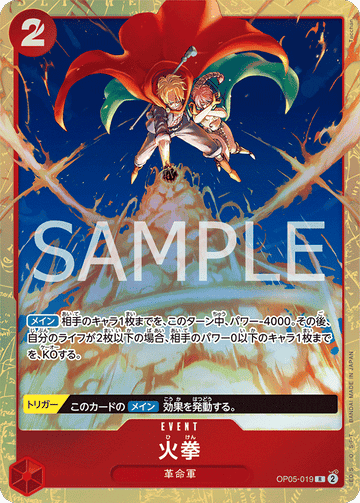 2
SAMPLE
メイン 相手のキャラ1枚までを、このターン中、パワー-4000。その後、
自分のライフが2枚以下の場合、相手のパワー0以下のキャラ1枚まで
を、KOする。
トリガー このカードの メイン 効果を発動する。
EVENT
火拳
革命軍
OP05-019 R 2